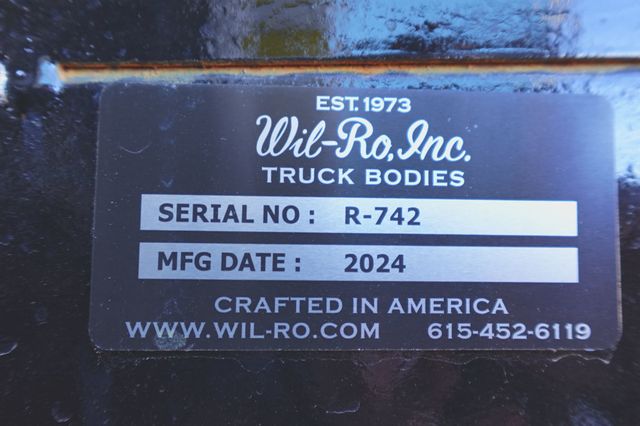 EST. 1973
Wil-Ro, Inc.
TRUCK BODIES
SERIAL NO : R-742
MFG DATE : 2024
CRAFTED IN AMERICA
WWW.WIL-RO.COM 615-452-6119